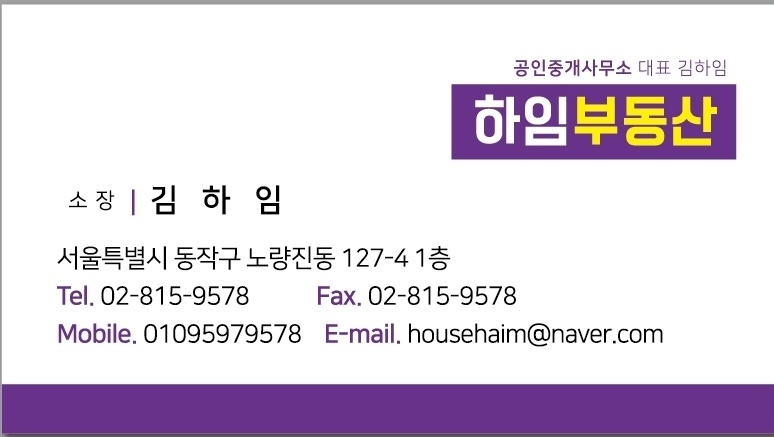 공인중개사무소 대표 김하임
하임부동산
소 장 | 김 하 임
서울특별시 동작구 노량진동 127-4 1층
Tel. 02-815-9578 Fax. 02-815-9578
Mobile. 01095979578 E-mail. househaim@naver.com